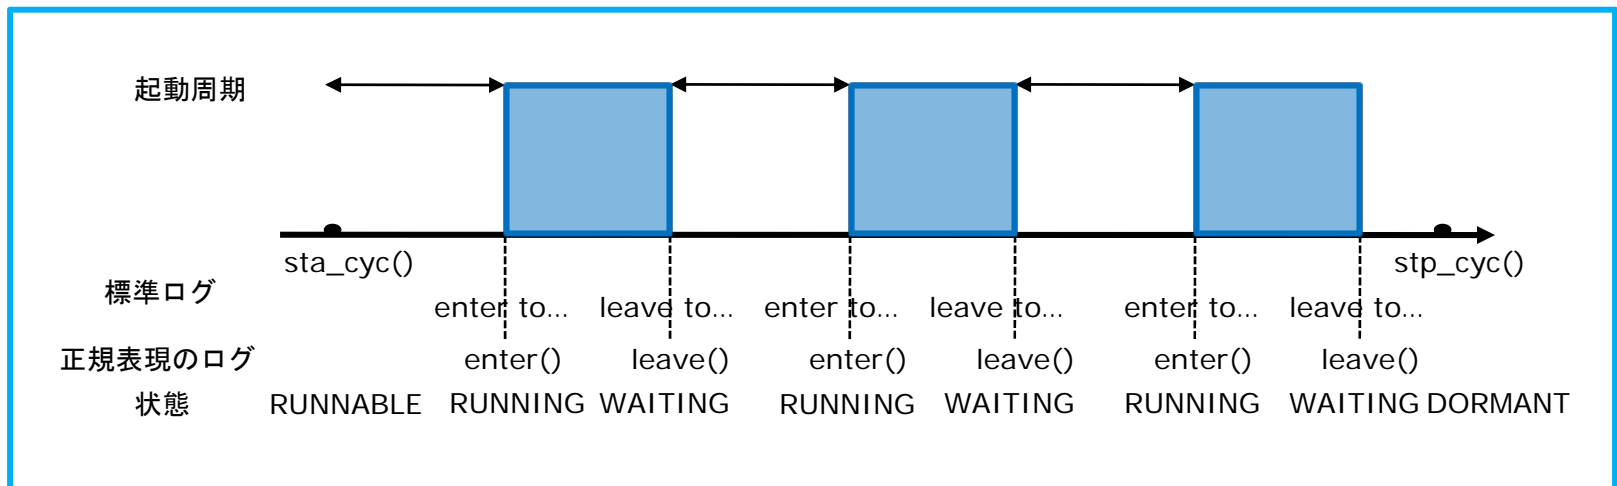 起動周期
sta_cyc() stp_cyc()
標準ログ
enter to... leave to... enter to... leave to... enter to... leave to...
正規表現のログ enter() leave() enter() leave() enter() leave()
状態 RUNNABLE RUNNING WAITING RUNNING WAITING RUNNING WAITING DORMANT